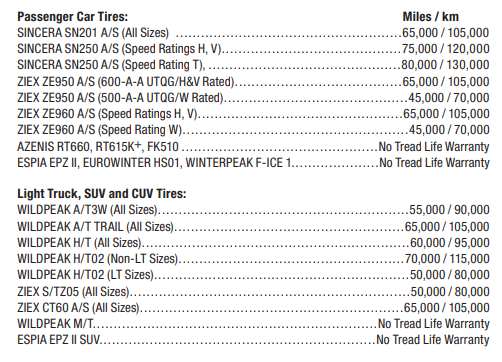 Passenger Car Tires: Miles / km
SINCERA SN201 A/S (All Sizes) ....................................................65,000 / 105,000
SINCERA SN250 A/S (Speed Ratings H, V)........................................75,000 / 120,000
SINCERA SN250 A/S (Speed Rating T), ............................................80,000 / 130,000
ZIEX ZE950 A/S (600-A-A UTQG/H&V Rated)....................................65,000 / 105,000
ZIEX ZE950 A/S (500-A-A UTQG/W Rated).........................................45,000 / 70,000
ZIEX ZE960 A/S (Speed Ratings H, V)...............................................65,000 / 105,000
ZIEX ZE960 A/S (Speed Rating W).....................................................45,000 / 70,000
AZENIS RT660, RT615K+, FK510 ................................................No Tread Life Warranty
ESPIA EPZ II, EUROWINTER HS01, WINTERPEAK F-ICE 1.....................No Tread Life Warranty
Light Truck, SUV and CUV Tires:
WILDPEAK A/T3W (All Sizes)............................................................55,000 / 90,000
WILDPEAK A/T TRAIL (All Sizes).......................................................65,000 / 105,000
WILDPEAK H/T (All Sizes).................................................................60,000 / 95,000
WILDPEAK H/T02 (Non-LT Sizes)......................................................70,000 / 115,000
WILDPEAK H/T02 (LT Sizes)..............................................................50,000 / 80,000
ZIEX S/TZ05 (All Sizes)....................................................................50,000 / 80,000
ZIEX CT60 A/S (All Sizes)................................................................65,000 / 105,000
WILDPEAK M/T..........................................................................No Tread Life Warranty
ESPIA EPZ II SUV.......................................................................No Tread Life Warranty